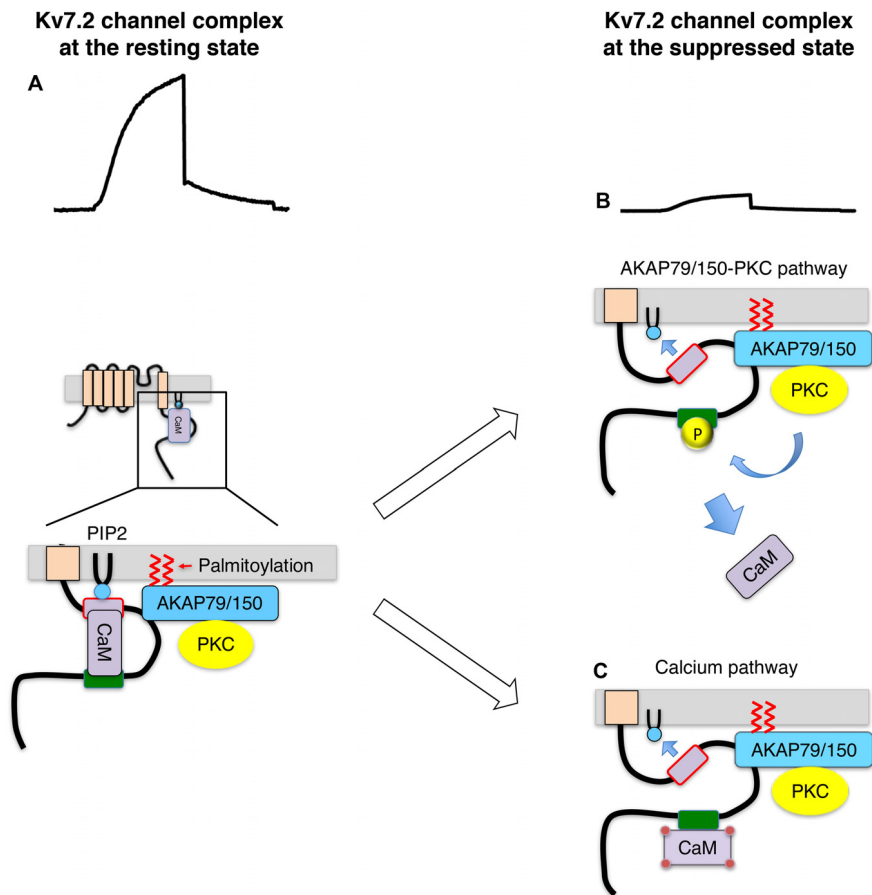 Kv7.2 channel complex
at the resting state
A
CaM
PIP2
Palmitoylation
AKAP79/150
CaM
PKC
Kv7.2 channel complex
at the suppressed state
B
AKAP79/150-PKC pathway
AKAP79/150
PKC
P
CaM
C
Calcium pathway
AKAP79/150
PKC
CaM